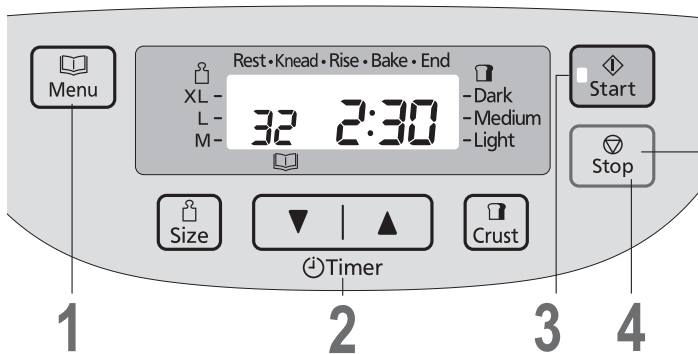 Menu
Rest • Knead • Rise • Bake • End
XL –
L –
M –
32 2:30
– Dark
– Medium
– Light
Start
Stop
Size
Timer
Crust
1 2 3 4